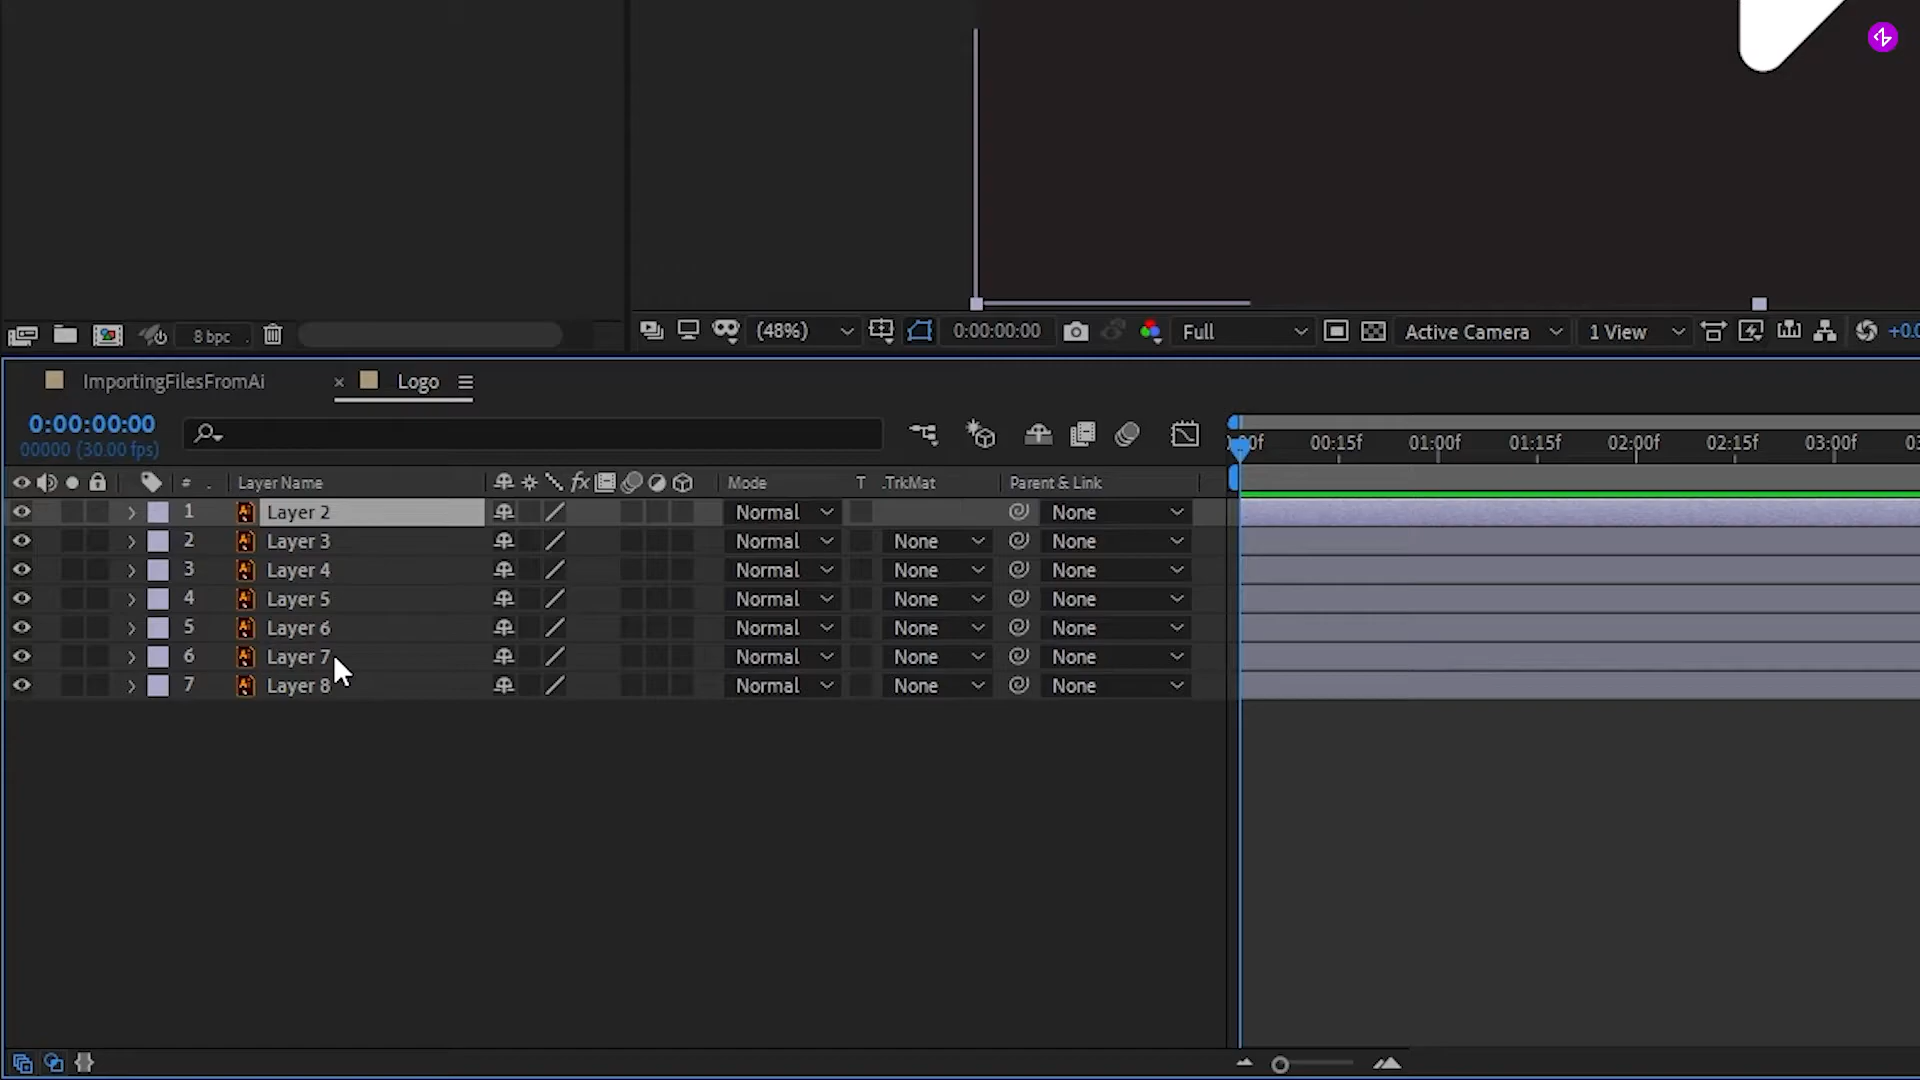 8 bpc
(48%)
0:00:00:00
Full
Active Camera
1 View
+0.0
ImportingFilesFromAi
× Logo
0:00:00:00
00000 (30.00 fps)
00:15f 01:00f 01:15f 02:00f 02:15f 03:00f
# Layer Name fx Mode T .TrkMat Parent & Link
1 Layer 2 Normal None
2 Layer 3 Normal None None
3 Layer 4 Normal None None
4 Layer 5 Normal None None
5 Layer 6 Normal None None
6 Layer 7 Normal None None
7 Layer 8 Normal None None